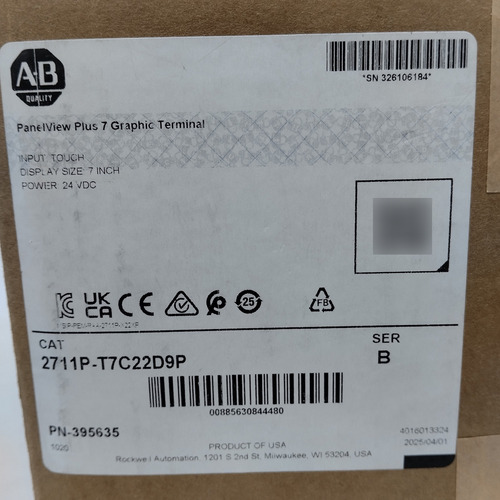 A-B
QUALITY
*SN 326106184*
PanelView Plus 7 Graphic Terminal
INPUT: TOUCH
DISPLAY SIZE: 7 INCH
POWER: 24 VDC
UK
CA
CE
25
FB
CAT
SER
2711P-T7C22D9P
B
00885630844480
PN-395635
1020
4016013324
2025/04/01
PRODUCT OF USA
Rockwell Automation, 1201 S 2nd St, Milwaukee, WI 53204, USA